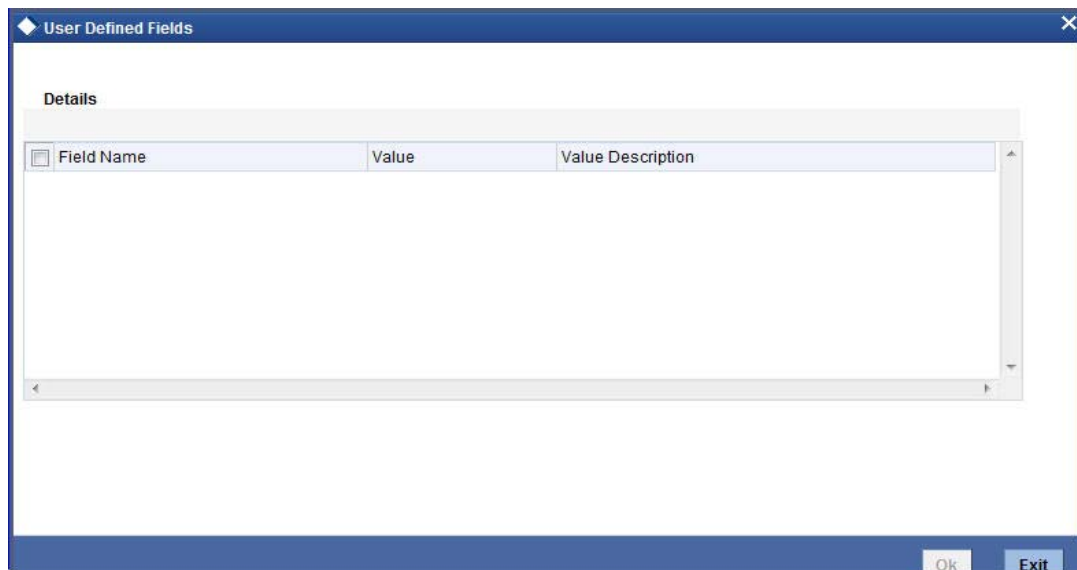 User Defined Fields
Details
Field Name Value Value Description
Ok Exit